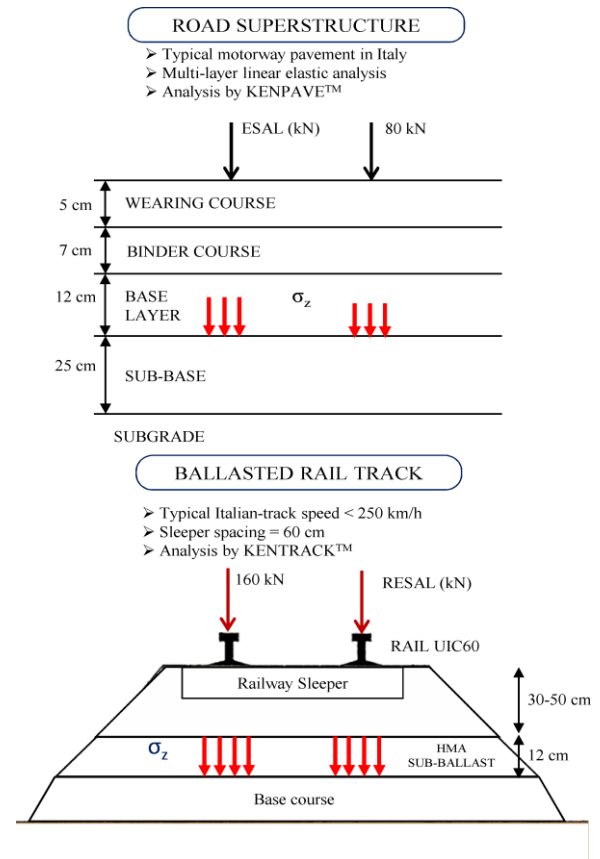 ROAD SUPERSTRUCTURE
➢ Typical motorway pavement in Italy
➢ Multi-layer linear elastic analysis
➢ Analysis by KENPAVE™
ESAL (kN)
80 kN
5 cm
WEARING COURSE
7 cm
BINDER COURSE
12 cm
BASE
LAYER
σz
25 cm
SUB-BASE
SUBGRADE
BALLASTED RAIL TRACK
➢ Typical Italian-track speed < 250 km/h
➢ Sleeper spacing = 60 cm
➢ Analysis by KENTRACK™
160 kN
RESAL (kN)
RAIL UIC60
Railway Sleeper
30-50 cm
σz
HMA
SUB-BALLAST
12 cm
Base course